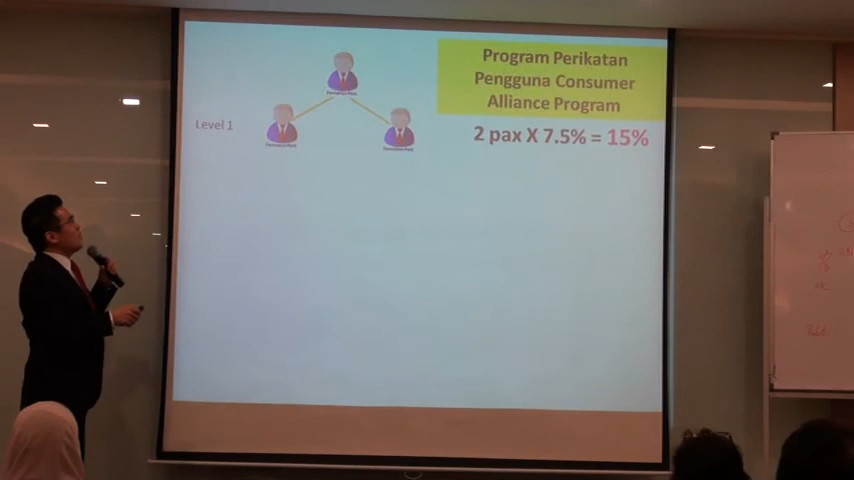 Program Perikatan
Pengguna Consumer
Alliance Program
Level 1
2 pax X 7.5% = 15%